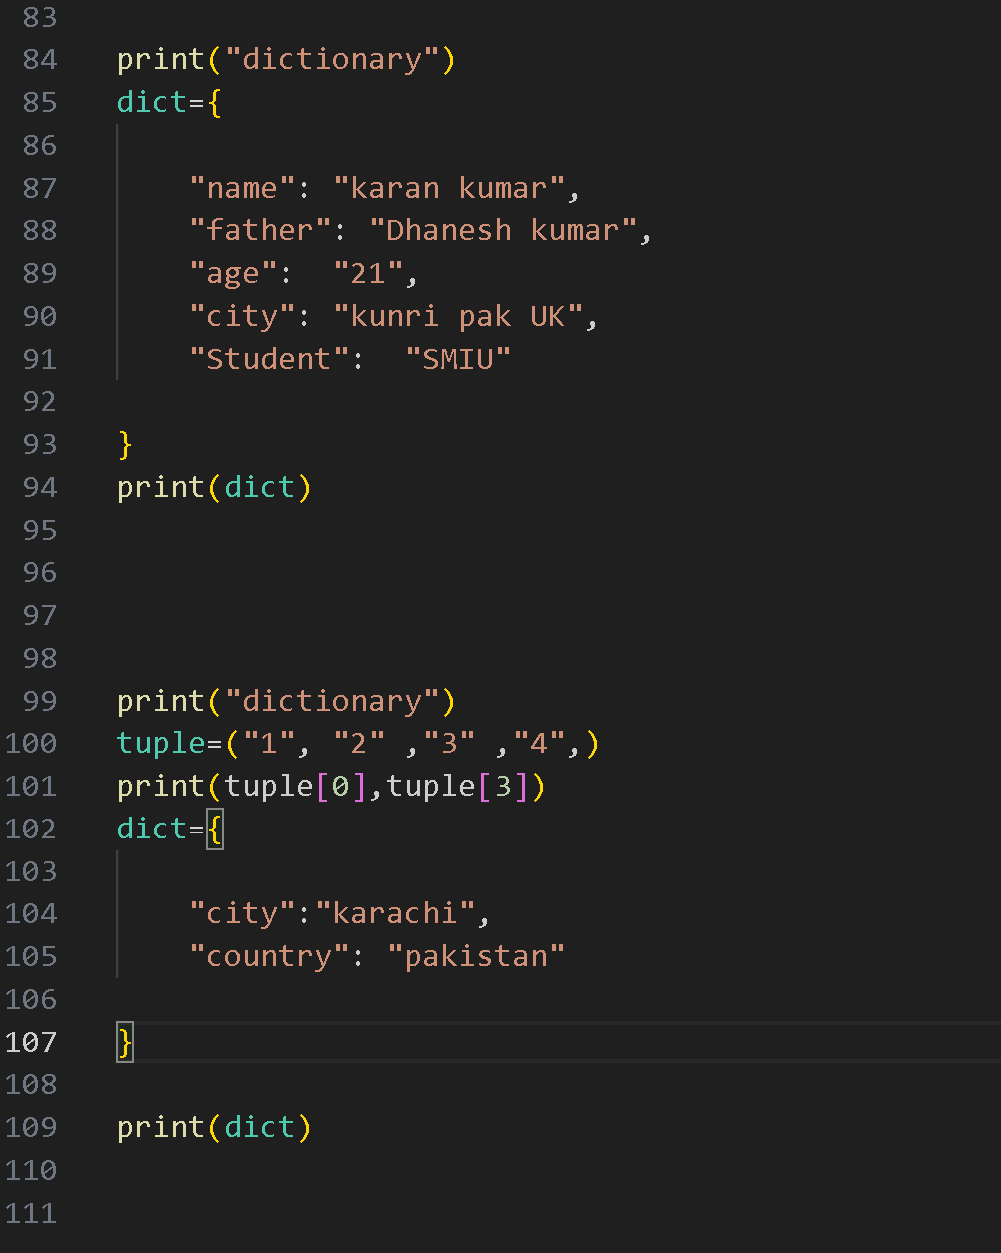 83
84 print("dictionary")
85 dict={
86
87     "name": "karan kumar",
88     "father": "Dhanesh kumar",
89     "age":  "21",
90     "city": "kunri pak UK",
91     "Student":  "SMIU"
92
93 }
94 print(dict)
95
96
97
98
99 print("dictionary")
100 tuple=("1", "2" ,"3" ,"4",)
101 print(tuple[0],tuple[3])
102 dict={
103
104     "city":"karachi",
105     "country": "pakistan"
106
107 }
108
109 print(dict)
110
111